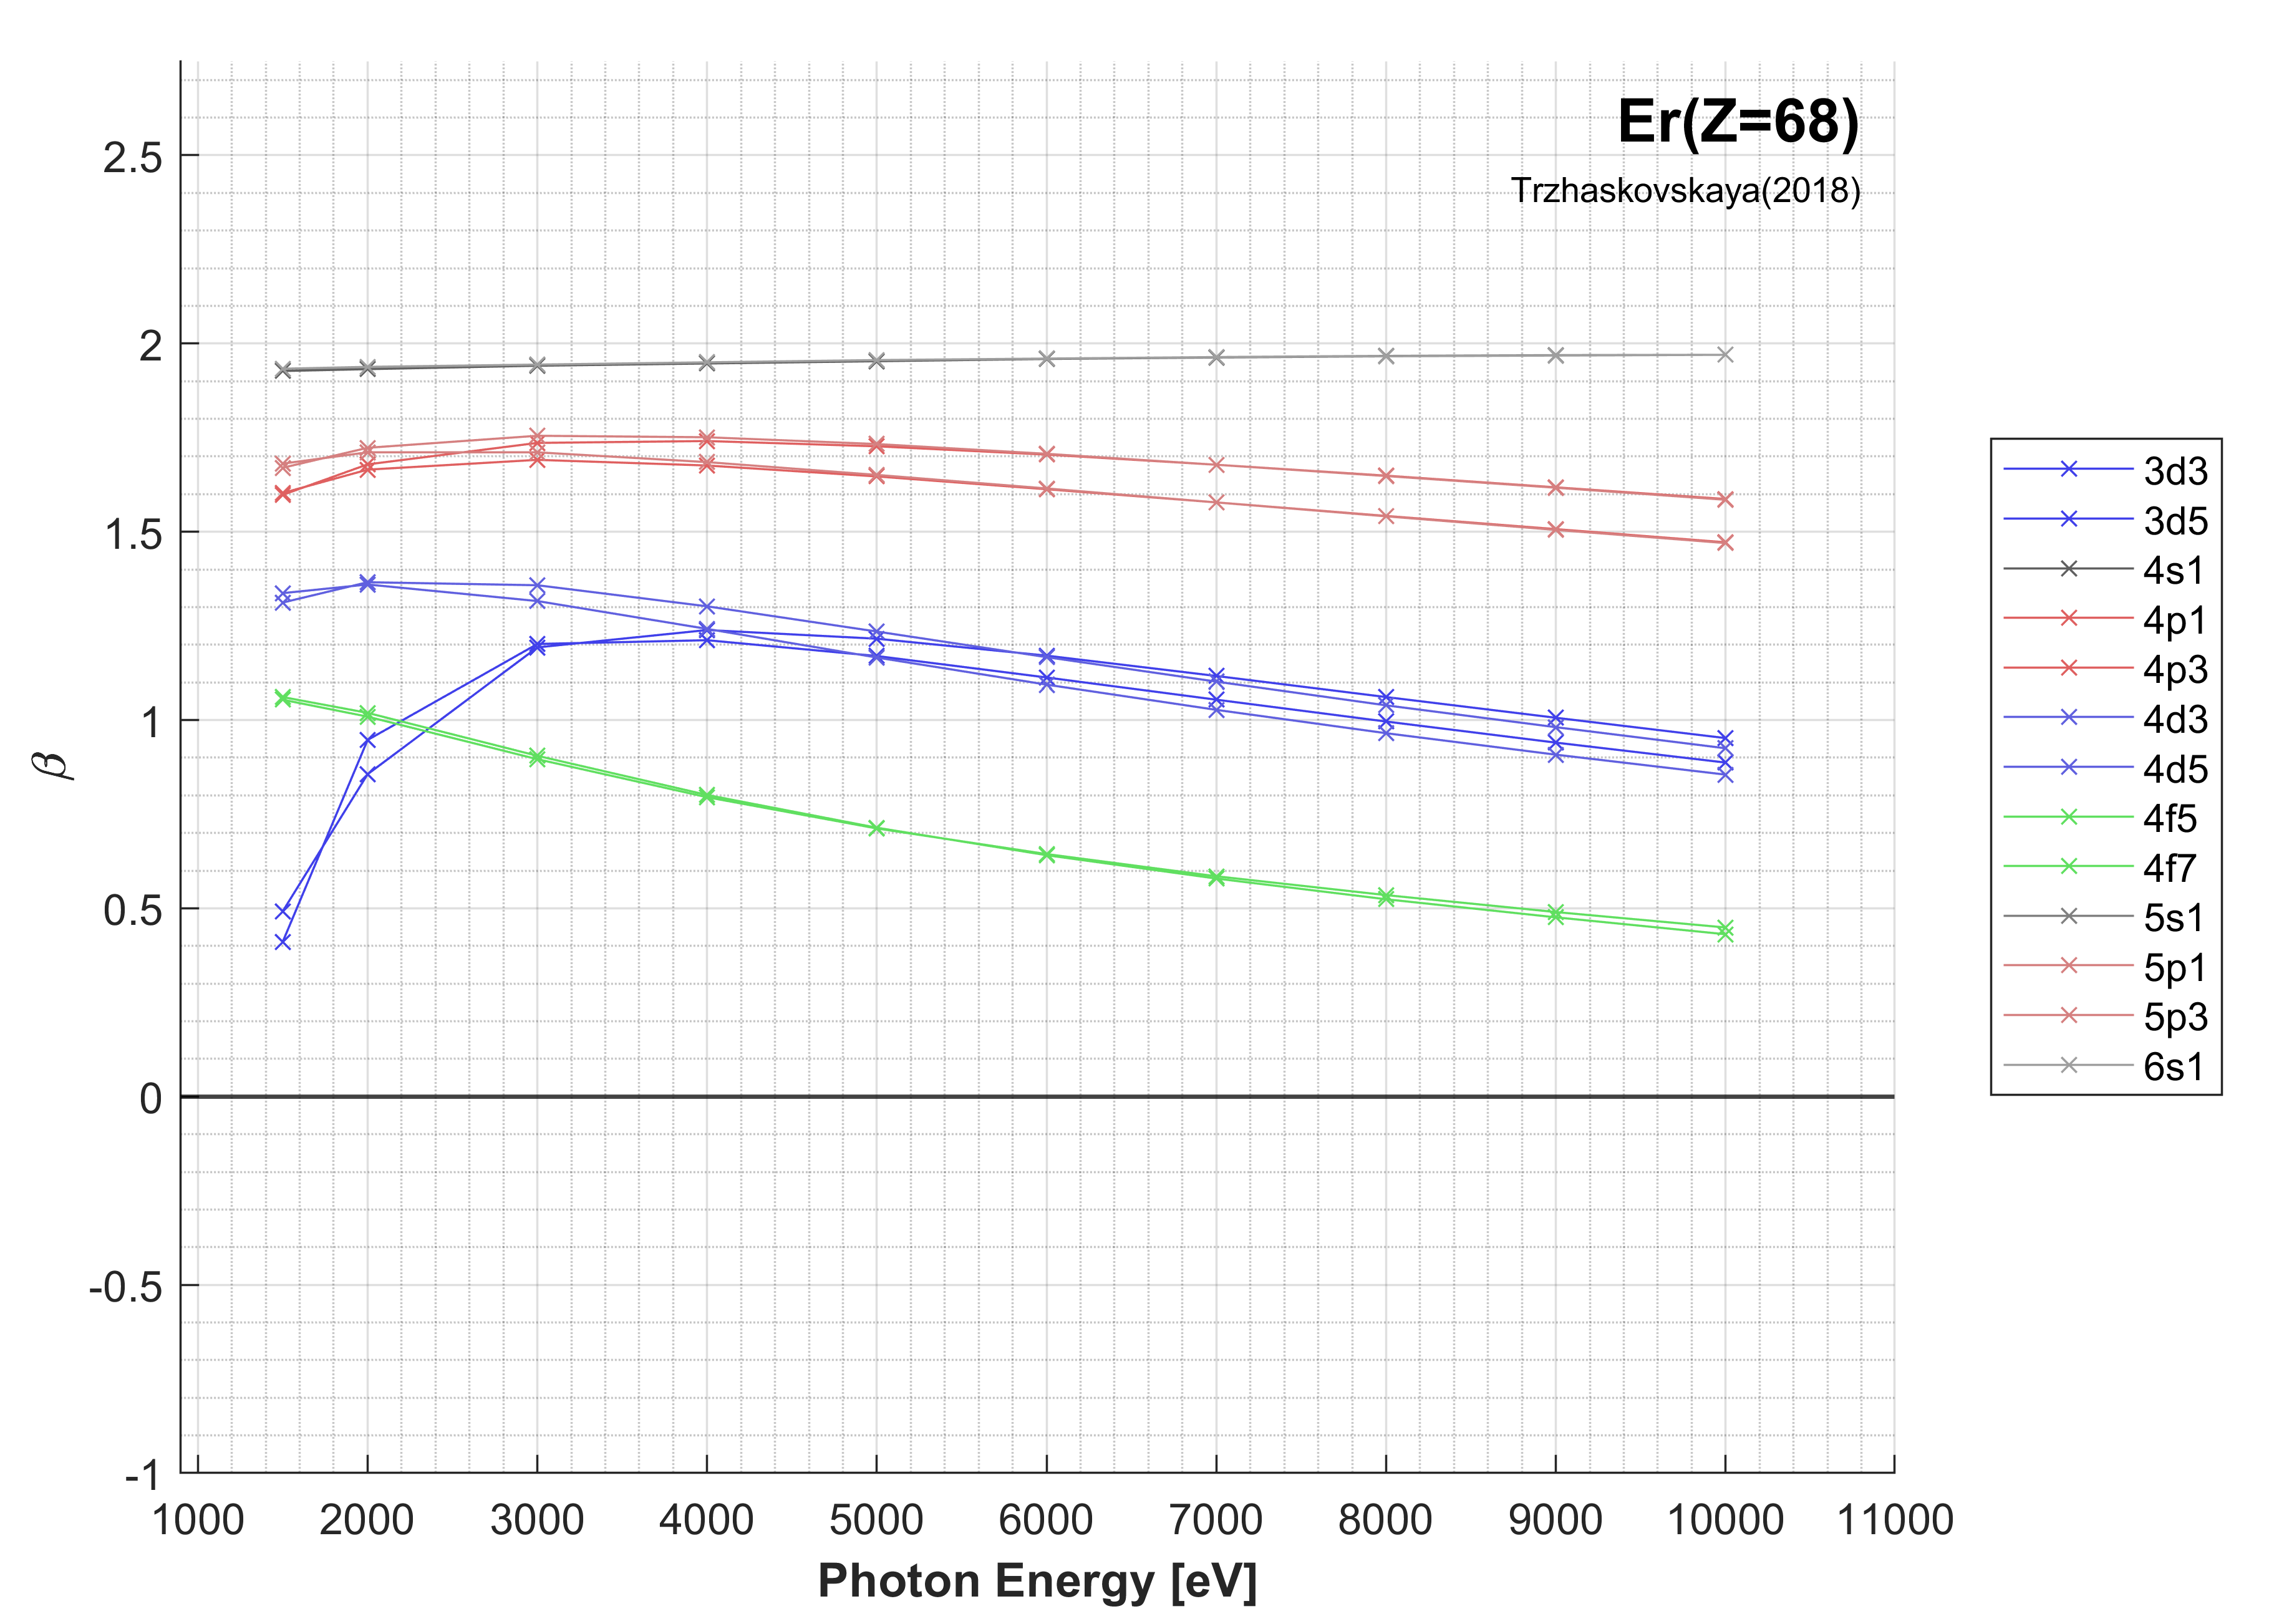 Er(Z=68)
Trzhaskovskaya(2018)
2.5
2
1.5
1
0.5
0
-0.5
-1
β
1000 2000 3000 4000 5000 6000 7000 8000 9000 10000 11000
Photon Energy [eV]
3d3
3d5
4s1
4p1
4p3
4d3
4d5
4f5
4f7
5s1
5p1
5p3
6s1